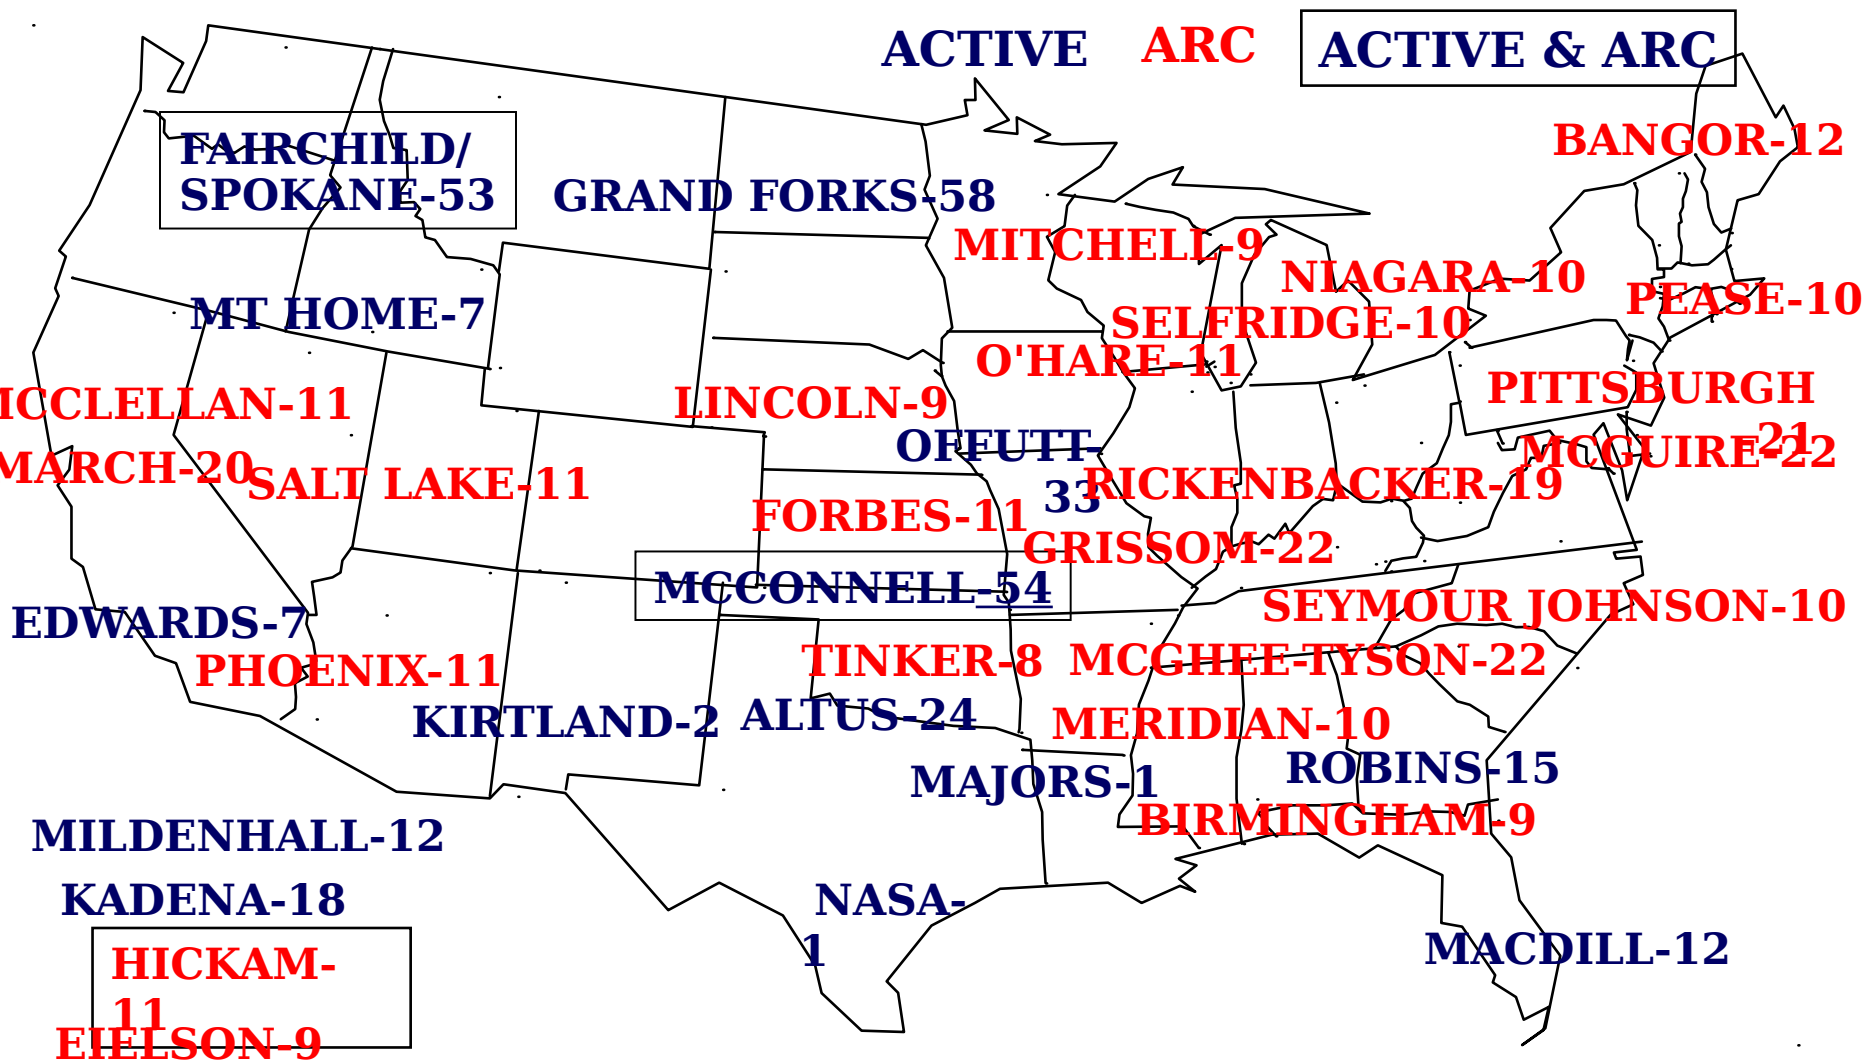 ACTIVE ARC ACTIVE & ARC
BANGOR-12
FAIRCHILD/
SPOKANE-53
GRAND FORKS-58
MITCHELL-9
NIAGARA-10
PEASE-10
MT HOME-7
SELFRIDGE-10
O'HARE-11
MCCLELLAN-11
LINCOLN-9
PITTSBURGH
-21
OFFUTT-
33
MCGUIRE-22
MARCH-20
SALT LAKE-11
RICKENBACKER-19
FORBES-11
GRISSOM-22
MCCONNELL-54
SEYMOUR JOHNSON-10
EDWARDS-7
PHOENIX-11
TINKER-8
MCGHEE-TYSON-22
KIRTLAND-2
ALTUS-24
MERIDIAN-10
ROBINS-15
MAJORS-1
BIRMINGHAM-9
MILDENHALL-12
KADENA-18
NASA-
1
MACDILL-12
HICKAM-
11
EIELSON-9